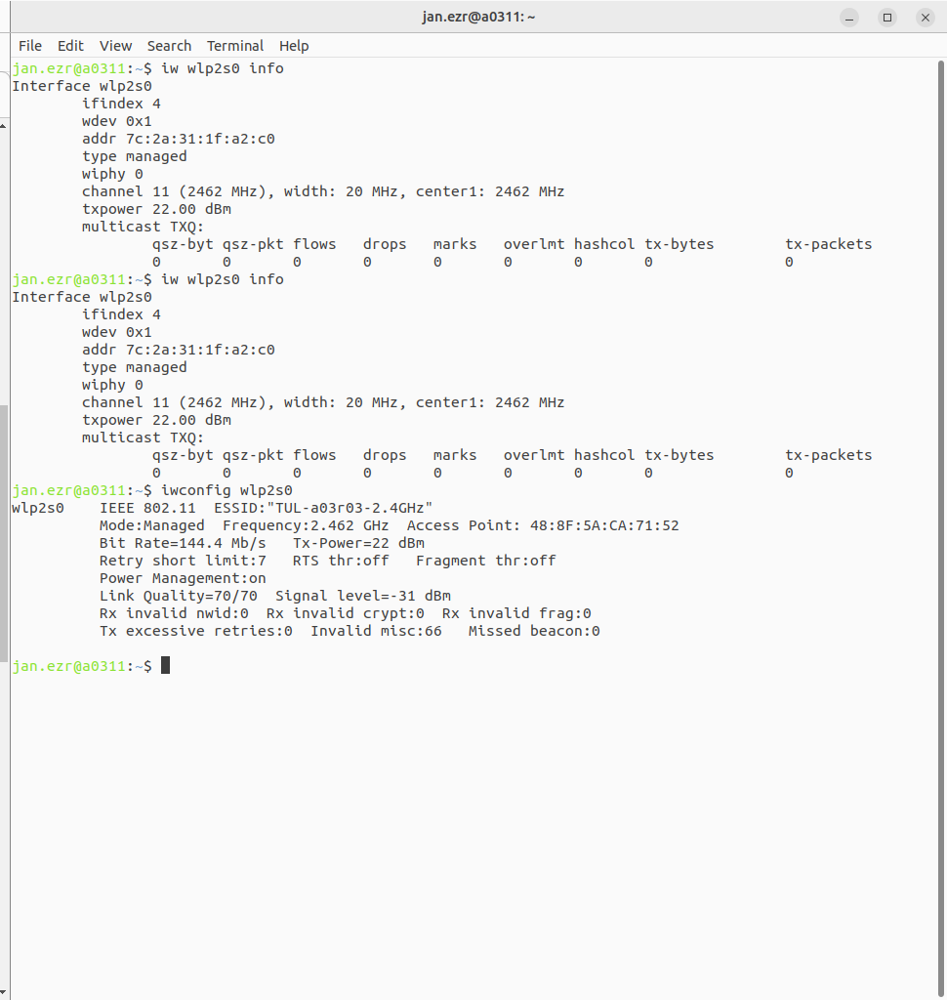 jan.ezr@a0311: ~
File Edit View Search Terminal Help
jan.ezr@a0311:~$ iw wlp2s0 info
Interface wlp2s0
        ifindex 4
        wdev 0x1
        addr 7c:2a:31:1f:a2:c0
        type managed
        wiphy 0
        channel 11 (2462 MHz), width: 20 MHz, center1: 2462 MHz
        txpower 22.00 dBm
        multicast TXQ:
                qsz-byt qsz-pkt flows   drops   marks   overlmt hashcol tx-bytes        tx-packets
                0       0       0       0       0       0       0       0               0
jan.ezr@a0311:~$ iw wlp2s0 info
Interface wlp2s0
        ifindex 4
        wdev 0x1
        addr 7c:2a:31:1f:a2:c0
        type managed
        wiphy 0
        channel 11 (2462 MHz), width: 20 MHz, center1: 2462 MHz
        txpower 22.00 dBm
        multicast TXQ:
                qsz-byt qsz-pkt flows   drops   marks   overlmt hashcol tx-bytes        tx-packets
                0       0       0       0       0       0       0       0               0
jan.ezr@a0311:~$ iwconfig wlp2s0
wlp2s0    IEEE 802.11  ESSID:"TUL-a03r03-2.4GHz"
          Mode:Managed  Frequency:2.462 GHz  Access Point: 48:8F:5A:CA:71:52
          Bit Rate=144.4 Mb/s   Tx-Power=22 dBm
          Retry short limit:7   RTS thr:off   Fragment thr:off
          Power Management:on
          Link Quality=70/70  Signal level=-31 dBm
          Rx invalid nwid:0  Rx invalid crypt:0  Rx invalid frag:0
          Tx excessive retries:0  Invalid misc:66   Missed beacon:0
jan.ezr@a0311:~$